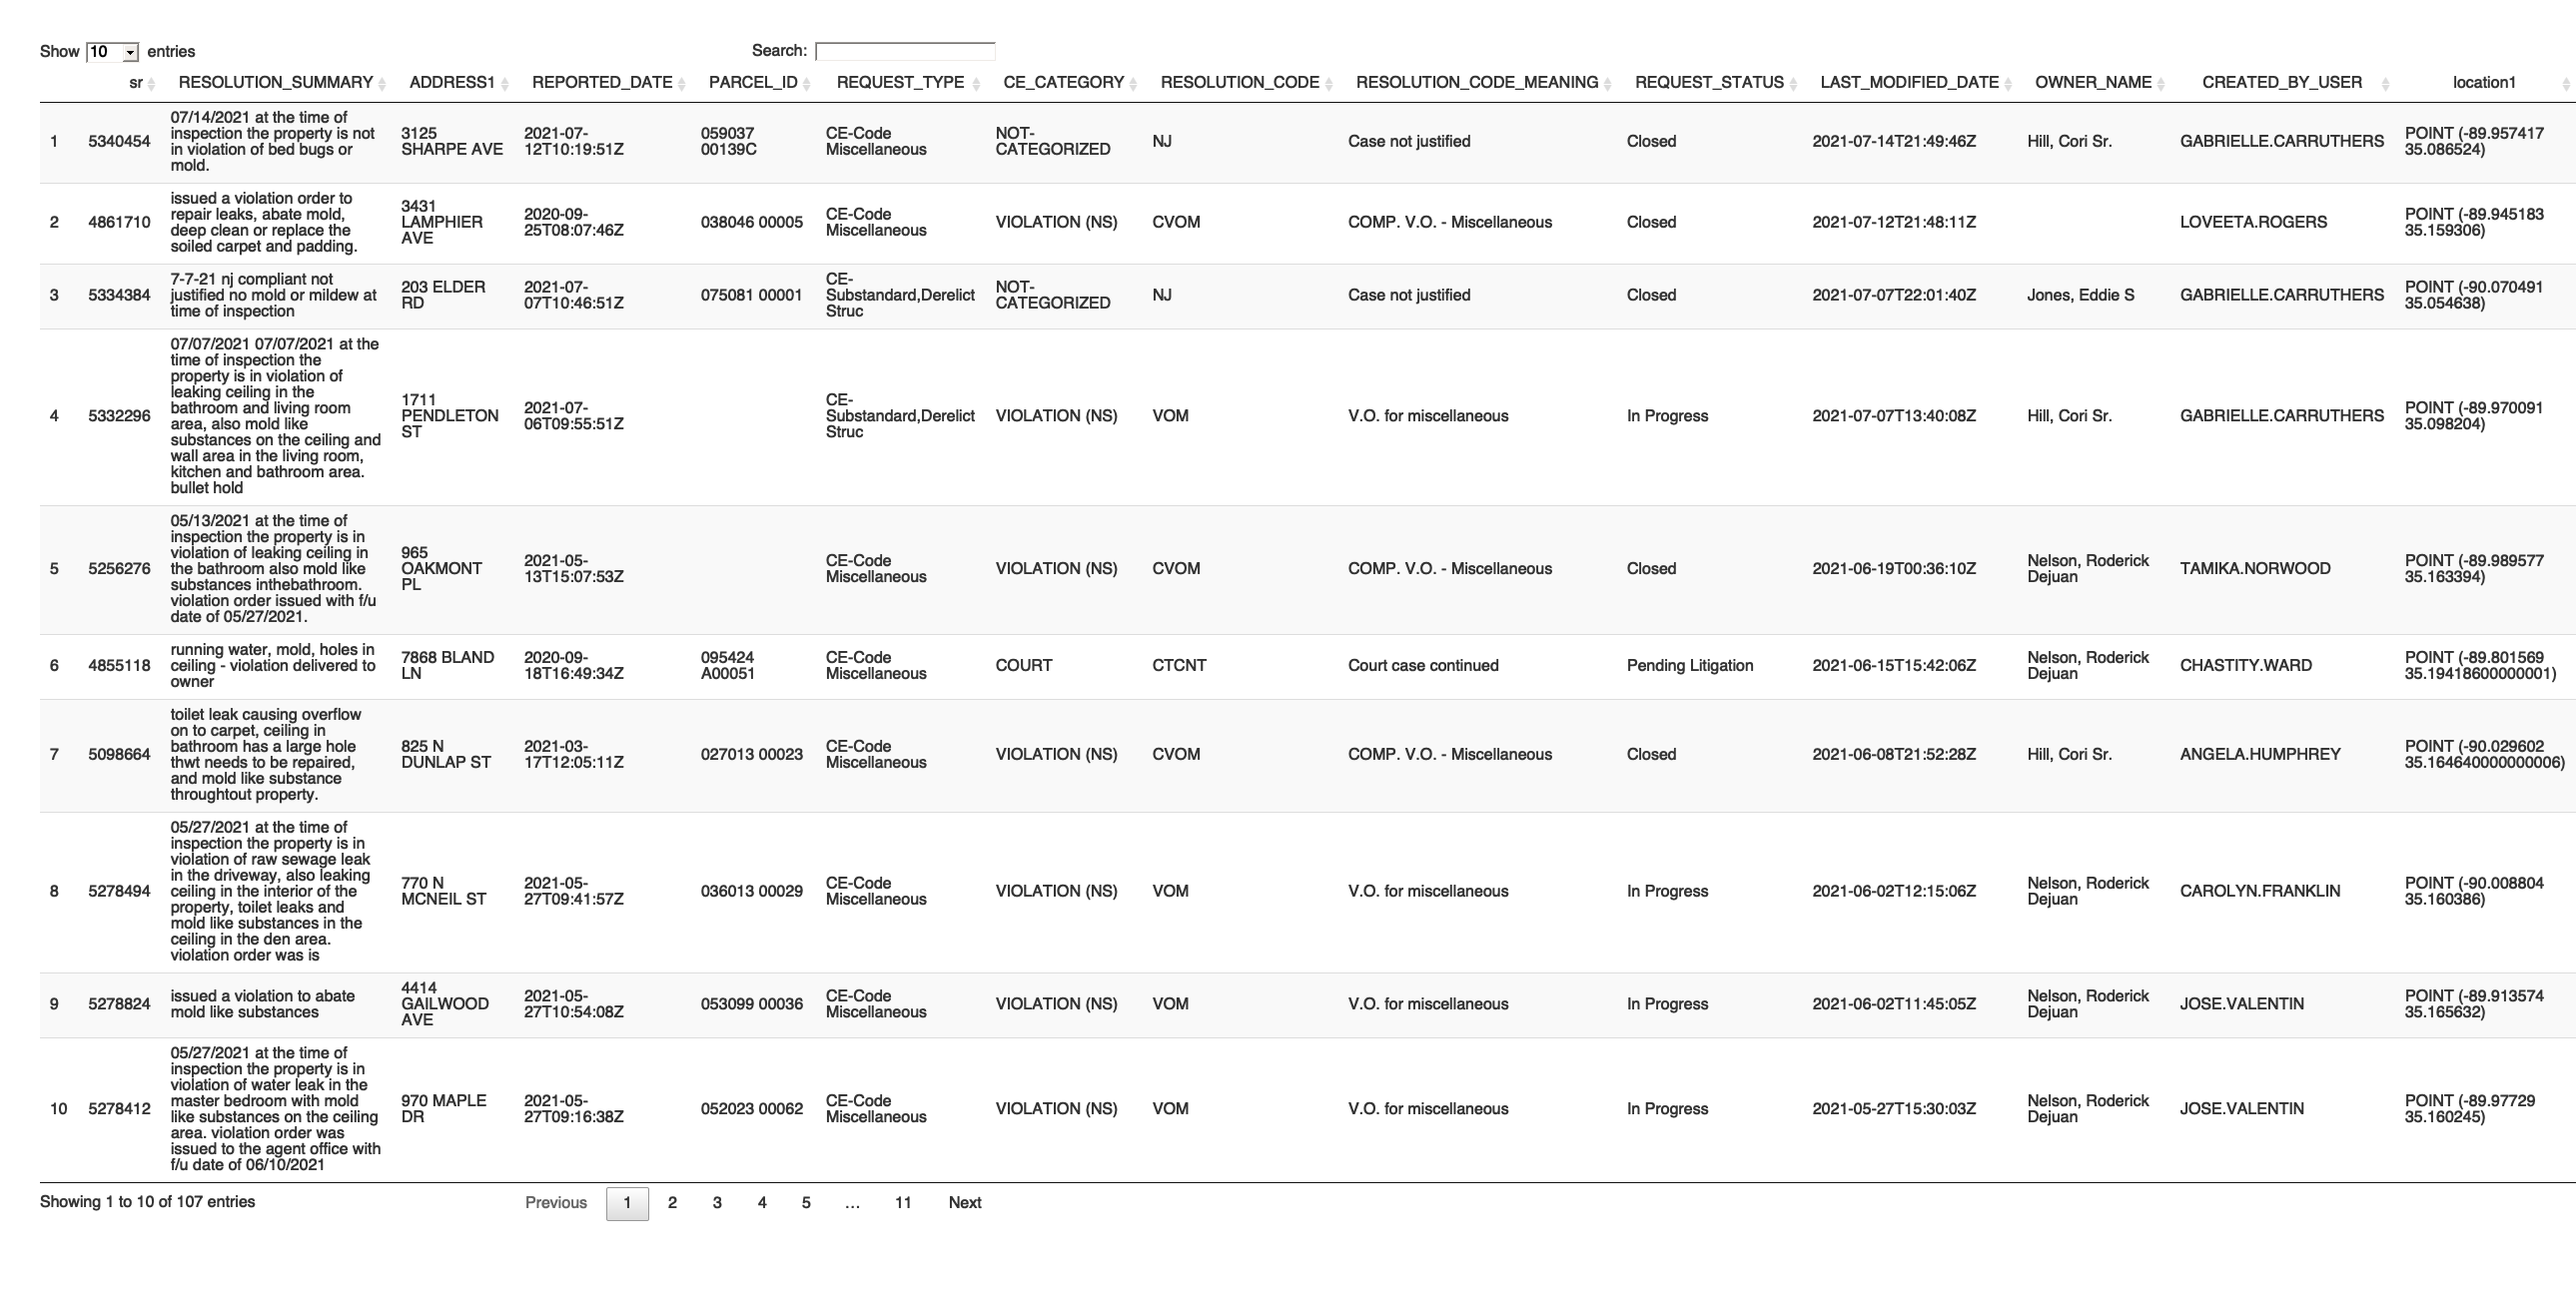 Show 10 entries Search:
sr RESOLUTION_SUMMARY ADDRESS1 REPORTED_DATE PARCEL_ID REQUEST_TYPE CE_CATEGORY RESOLUTION_CODE RESOLUTION_CODE_MEANING REQUEST_STATUS LAST_MODIFIED_DATE OWNER_NAME CREATED_BY_USER location1
1
5340454
07/14/2021 at the time of
inspection the property is not
in violation of bed bugs or
mold.
3125
SHARPE AVE
2021-07-
12T10:19:51Z
059037
00139C
CE-Code
Miscellaneous
NOT-
CATEGORIZED
NJ
Case not justified
Closed
2021-07-14T21:49:46Z
Hill, Cori Sr.
GABRIELLE.CARRUTHERS
POINT (-89.957417
35.086524)
2
4861710
issued a violation order to
repair leaks, abate mold,
deep clean or replace the
soiled carpet and padding.
3431
LAMPHIER
AVE
2020-09-
25T08:07:46Z
038046 00005
CE-Code
Miscellaneous
VIOLATION (NS)
CVOM
COMP. V.O. - Miscellaneous
Closed
2021-07-12T21:48:11Z
LOVEETA.ROGERS
POINT (-89.945183
35.159306)
3
5334384
7-7-21 nj compliant not
justified no mold or mildew at
time of inspection
203 ELDER
RD
2021-07-
07T10:46:51Z
075081 00001
CE-
Substandard,Derelict
Struc
NOT-
CATEGORIZED
NJ
Case not justified
Closed
2021-07-07T22:01:40Z
Jones, Eddie S
GABRIELLE.CARRUTHERS
POINT (-90.070491
35.054638)
4
5332296
07/07/2021 07/07/2021 at the
time of inspection the
property is in violation of
leaking ceiling in the
bathroom and living room
area, also mold like
substances on the ceiling and
wall area in the living room,
kitchen and bathroom area.
bullet hold
1711
PENDLETON
ST
2021-07-
06T09:55:51Z
CE-
Substandard,Derelict
Struc
VIOLATION (NS)
VOM
V.O. for miscellaneous
In Progress
2021-07-07T13:40:08Z
Hill, Cori Sr.
GABRIELLE.CARRUTHERS
POINT (-89.970091
35.098204)
5
5256276
05/13/2021 at the time of
inspection the property is in
violation of leaking ceiling in
the bathroom also mold like
substances inthebathroom.
violation order issued with f/u
date of 05/27/2021.
965
OAKMONT
PL
2021-05-
13T15:07:53Z
CE-Code
Miscellaneous
VIOLATION (NS)
CVOM
COMP. V.O. - Miscellaneous
Closed
2021-06-19T00:36:10Z
Nelson, Roderick
Dejuan
TAMIKA.NORWOOD
POINT (-89.989577
35.163394)
6
4855118
running water, mold, holes in
ceiling - violation delivered to
owner
7868 BLAND
LN
2020-09-
18T16:49:34Z
095424
A00051
CE-Code
Miscellaneous
COURT
CTCNT
Court case continued
Pending Litigation
2021-06-15T15:42:06Z
Nelson, Roderick
Dejuan
CHASTITY.WARD
POINT (-89.801569
35.19418600000001)
7
5098664
toilet leak causing overflow
on to carpet, ceiling in
bathroom has a large hole
thwt needs to be repaired,
and mold like substance
throughtout property.
825 N
DUNLAP ST
2021-03-
17T12:05:11Z
027013 00023
CE-Code
Miscellaneous
VIOLATION (NS)
CVOM
COMP. V.O. - Miscellaneous
Closed
2021-06-08T21:52:28Z
Hill, Cori Sr.
ANGELA.HUMPHREY
POINT (-90.029602
35.164640000000006)
8
5278494
05/27/2021 at the time of
inspection the property is in
violation of raw sewage leak
in the driveway, also leaking
ceiling in the interior of the
property, toilet leaks and
mold like substances in the
ceiling in the den area.
violation order was is
770 N
MCNEIL ST
2021-05-
27T09:41:57Z
036013 00029
CE-Code
Miscellaneous
VIOLATION (NS)
VOM
V.O. for miscellaneous
In Progress
2021-06-02T12:15:06Z
Nelson, Roderick
Dejuan
CAROLYN.FRANKLIN
POINT (-90.008804
35.160386)
9
5278824
issued a violation to abate
mold like substances
4414
GAILWOOD
AVE
2021-05-
27T10:54:08Z
053099 00036
CE-Code
Miscellaneous
VIOLATION (NS)
VOM
V.O. for miscellaneous
In Progress
2021-06-02T11:45:05Z
Nelson, Roderick
Dejuan
JOSE.VALENTIN
POINT (-89.913574
35.165632)
10
5278412
05/27/2021 at the time of
inspection the property is in
violation of water leak in the
master bedroom with mold
like substances on the ceiling
area. violation order was
issued to the agent office with
f/u date of 06/10/2021
970 MAPLE
DR
2021-05-
27T09:16:38Z
052023 00062
CE-Code
Miscellaneous
VIOLATION (NS)
VOM
V.O. for miscellaneous
In Progress
2021-05-27T15:30:03Z
Nelson, Roderick
Dejuan
JOSE.VALENTIN
POINT (-89.97729
35.160245)
Showing 1 to 10 of 107 entries Previous 1 2 3 4 5 … 11 Next